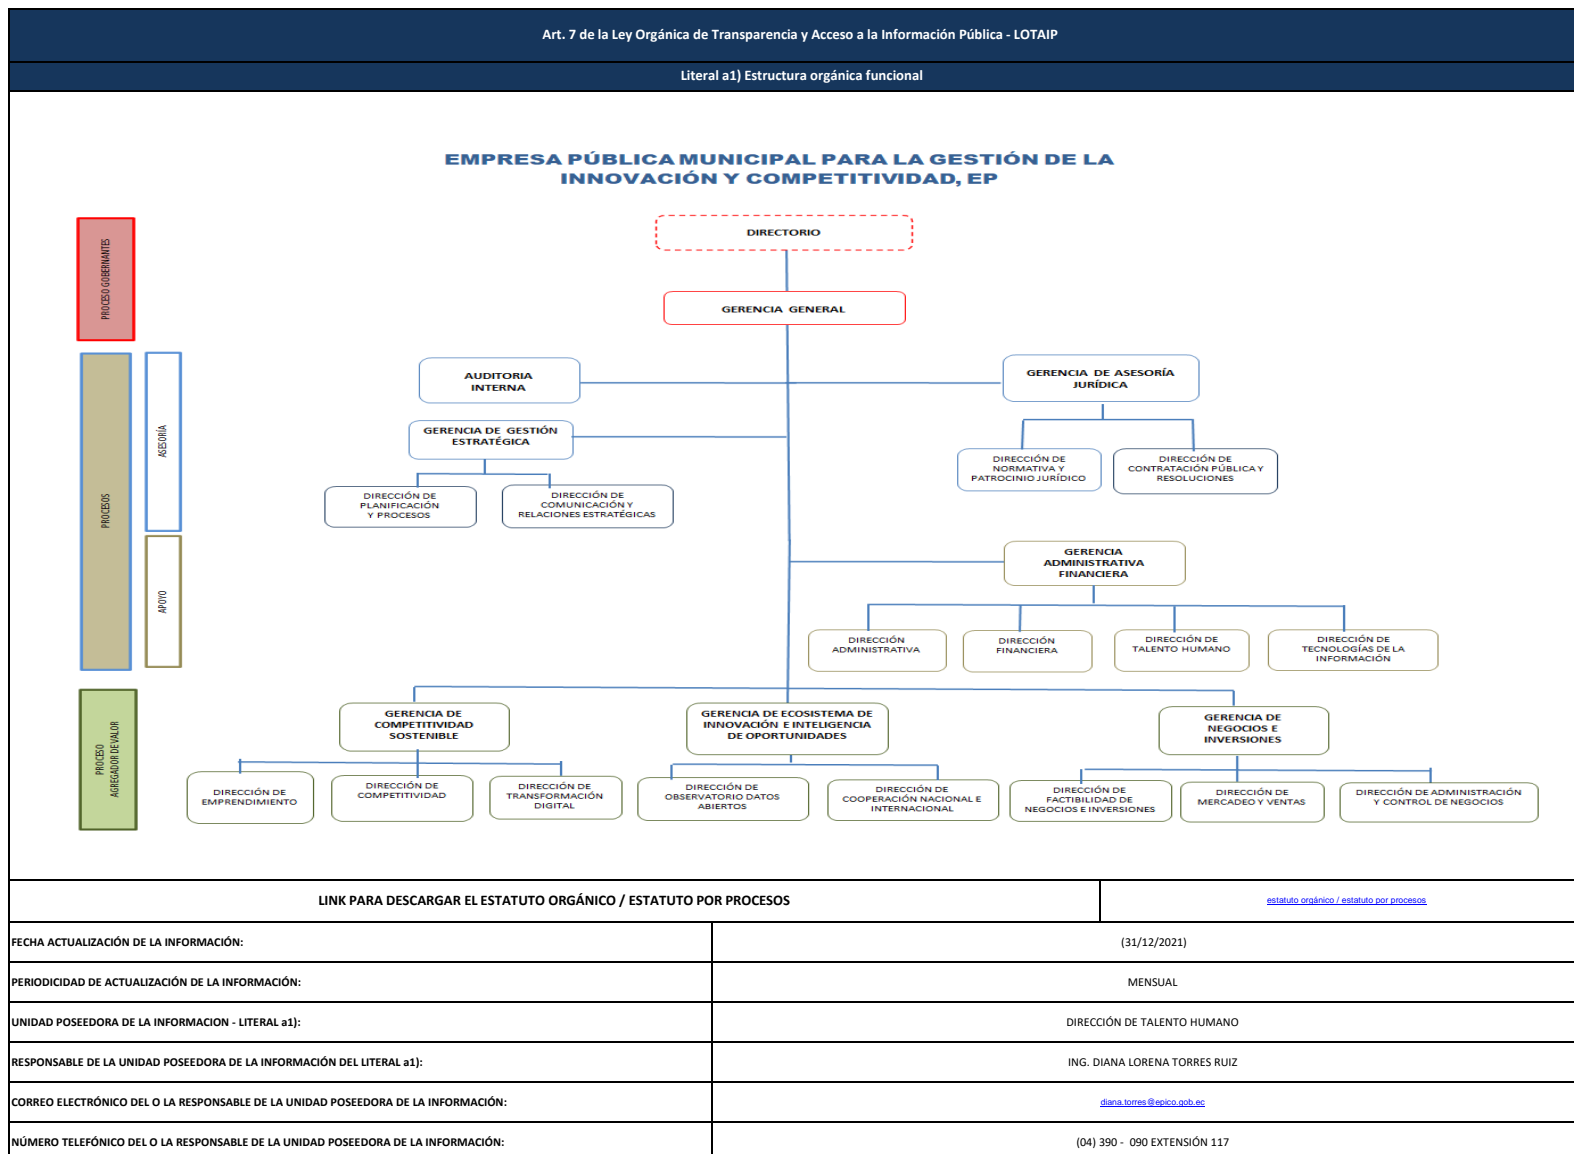 Art. 7 de la Ley Orgánica de Transparencia y Acceso a la Información Pública - LOTAIP
Literal a1) Estructura orgánica funcional
EMPRESA PÚBLICA MUNICIPAL PARA LA GESTIÓN DE LA
INNOVACIÓN Y COMPETITIVIDAD, EP
PROCESO GOBERNANTES
DIRECTORIO
GERENCIA GENERAL
PROCESOS
ASESORÍA
AUDITORIA
INTERNA
GERENCIA DE ASESORÍA
JURÍDICA
GERENCIA DE GESTIÓN
ESTRATÉGICA
DIRECCIÓN DE
NORMATIVA Y
PATROCINIO JURÍDICO
DIRECCIÓN DE
CONTRATACIÓN PÚBLICA Y
RESOLUCIONES
DIRECCIÓN DE
PLANIFICACIÓN
Y PROCESOS
DIRECCIÓN DE
COMUNICACIÓN Y
RELACIONES ESTRATÉGICAS
APOYO
GERENCIA
ADMINISTRATIVA
FINANCIERA
DIRECCIÓN
ADMINISTRATIVA
DIRECCIÓN
FINANCIERA
DIRECCIÓN DE
TALENTO HUMANO
DIRECCIÓN DE
TECNOLOGÍAS DE LA
INFORMACIÓN
PROCESO
AGREGADOR DE VALOR
GERENCIA DE
COMPETITIVIDAD
SOSTENIBLE
GERENCIA DE ECOSISTEMA DE
INNOVACIÓN E INTELIGENCIA
DE OPORTUNIDADES
GERENCIA DE
NEGOCIOS E
INVERSIONES
DIRECCIÓN DE
EMPRENDIMIENTO
DIRECCIÓN DE
COMPETITIVIDAD
DIRECCIÓN DE
TRANSFORMACIÓN
DIGITAL
DIRECCIÓN DE
OBSERVATORIO DATOS
ABIERTOS
DIRECCIÓN DE
COOPERACIÓN NACIONAL E
INTERNACIONAL
DIRECCIÓN DE
FACTIBILIDAD DE
NEGOCIOS E INVERSIONES
DIRECCIÓN DE
MERCADEO Y VENTAS
DIRECCIÓN DE ADMINISTRACIÓN
Y CONTROL DE NEGOCIOS
LINK PARA DESCARGAR EL ESTATUTO ORGÁNICO / ESTATUTO POR PROCESOS
estatuto orgánico / estatuto por procesos
FECHA ACTUALIZACIÓN DE LA INFORMACIÓN:
(31/12/2021)
PERIODICIDAD DE ACTUALIZACIÓN DE LA INFORMACIÓN:
MENSUAL
UNIDAD POSEEDORA DE LA INFORMACION - LITERAL a1):
DIRECCIÓN DE TALENTO HUMANO
RESPONSABLE DE LA UNIDAD POSEEDORA DE LA INFORMACIÓN DEL LITERAL a1):
ING. DIANA LORENA TORRES RUIZ
CORREO ELECTRÓNICO DEL O LA RESPONSABLE DE LA UNIDAD POSEEDORA DE LA INFORMACIÓN:
diana.torres@epico.gob.ec
NÚMERO TELEFÓNICO DEL O LA RESPONSABLE DE LA UNIDAD POSEEDORA DE LA INFORMACIÓN:
(04) 390 - 090 EXTENSIÓN 117